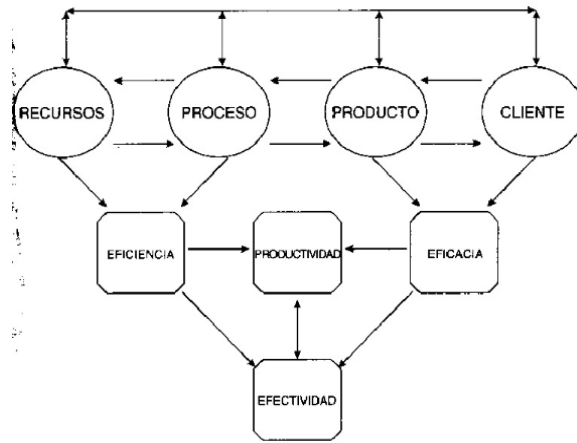 RECURSOS
PROCESO
PRODUCTO
CLIENTE
EFICIENCIA
PRODUCTIVIDAD
EFICACIA
EFECTIVIDAD